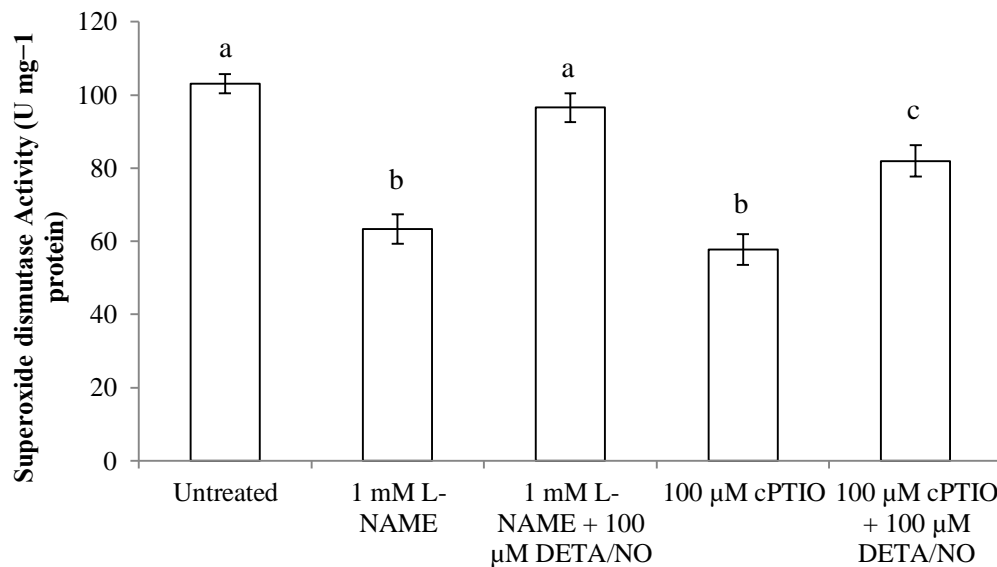 Superoxide dismutase Activity (U mg−1
protein)
120
100
80
60
40
20
0
a
b
a
b
c
Untreated
1 mM L-
NAME
1 mM L-
NAME + 100
µM DETA/NO
100 µM cPTIO
100 µM cPTIO
+ 100 µM
DETA/NO